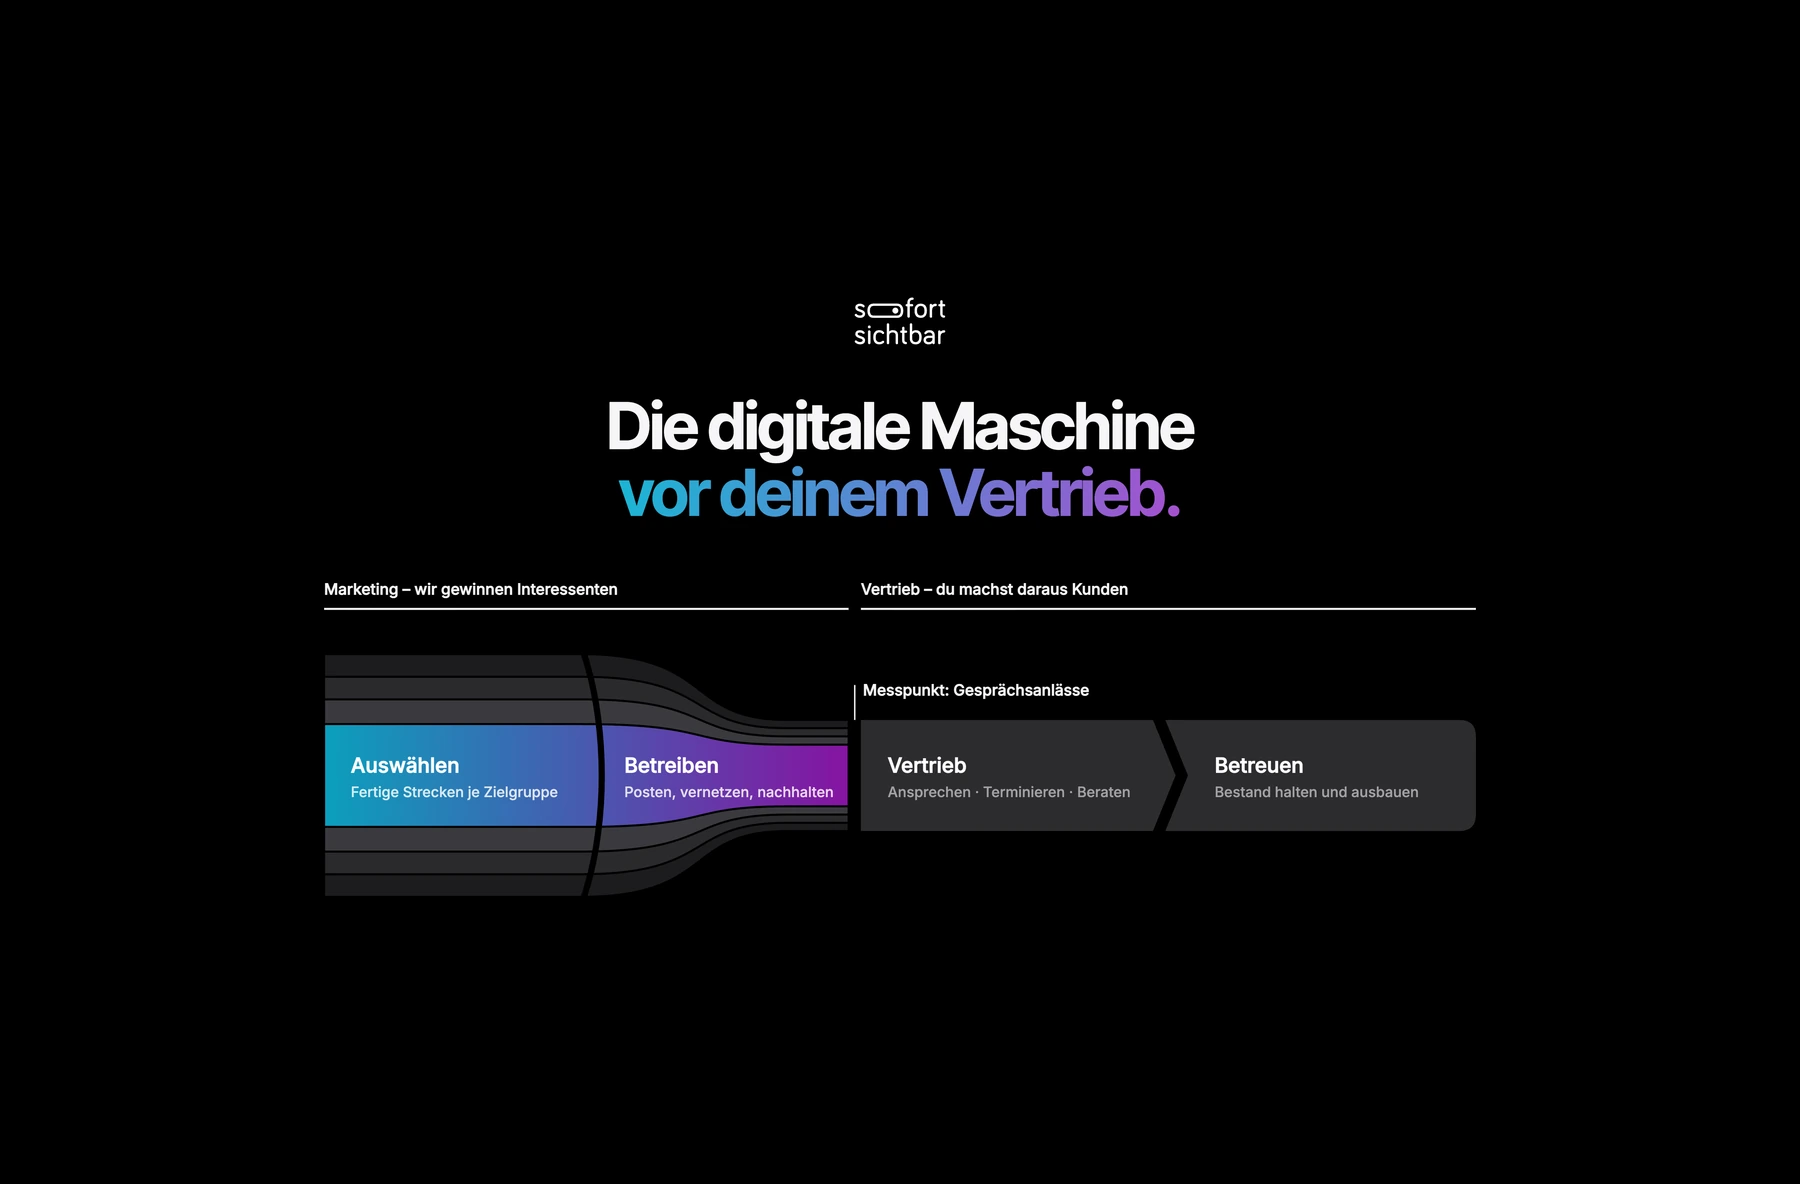 sofort
sichtbar
Die digitale Maschine
vor deinem Vertrieb.
Marketing – wir gewinnen Interessenten
Vertrieb – du machst daraus Kunden
Messpunkt: Gesprächsanlässe
Auswählen
Fertige Strecken je Zielgruppe
Betreiben
Posten, vernetzen, nachhalten
Vertrieb
Ansprechen · Terminieren · Beraten
Betreuen
Bestand halten und ausbauen